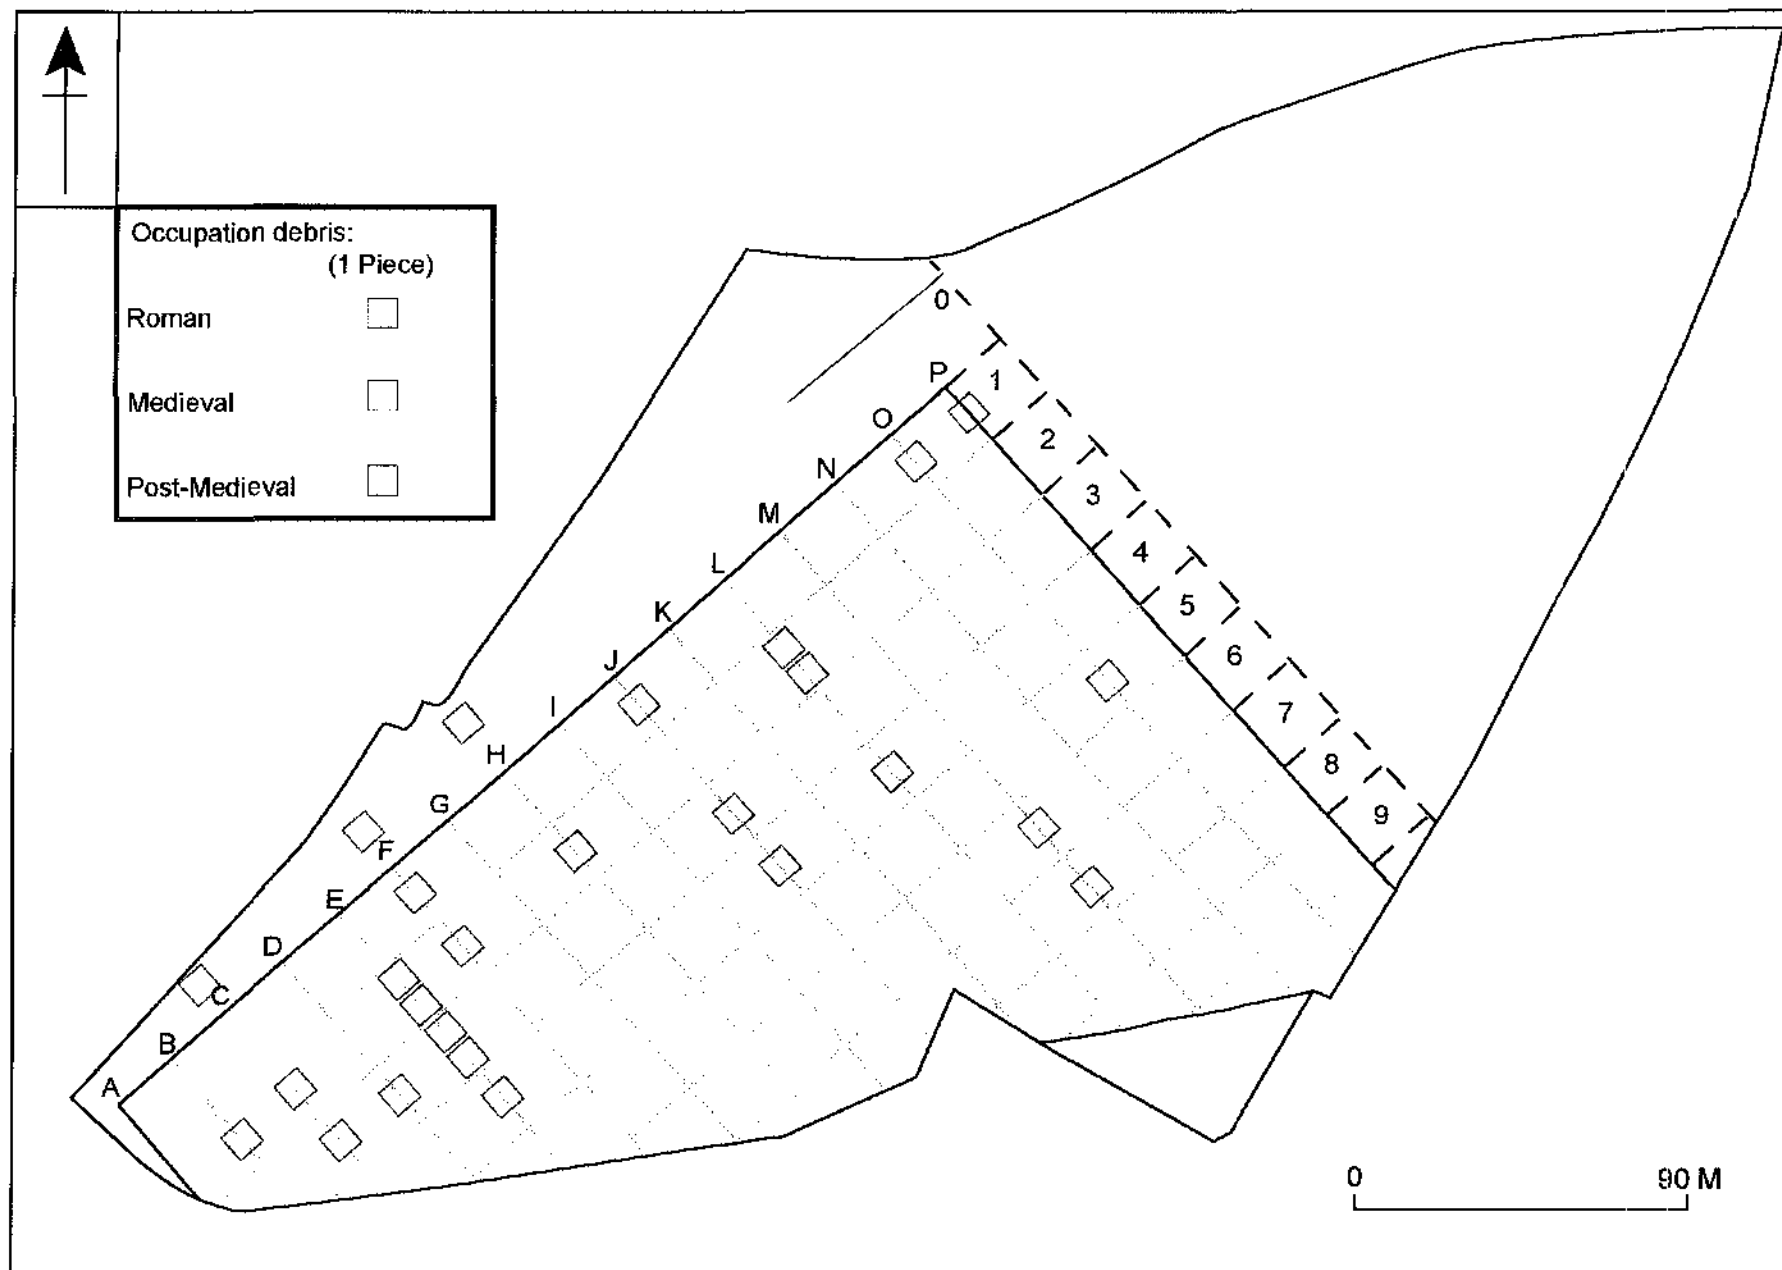 Occupation debris:
(1 Piece)
Roman
Medieval
Post-Medieval
0
P
1
O
2
N
3
M
4
L
5
K
6
J
7
I
8
H
9
G
F
E
D
C
B
A
0 90 M